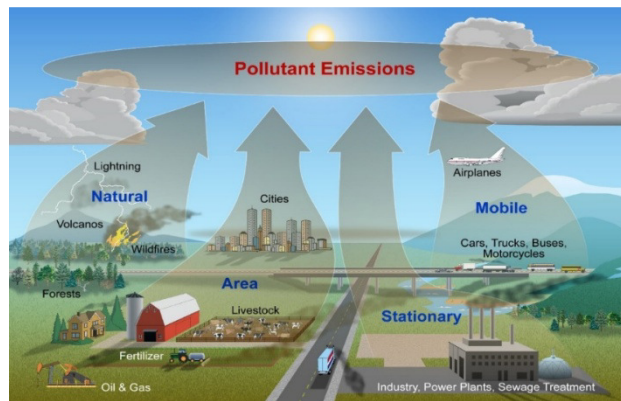 Pollutant Emissions
Lightning
Natural
Volcanos
Wildfires
Forests
Cities
Area
Livestock
Fertilizer
Oil & Gas
Airplanes
Mobile
Cars, Trucks, Buses,
Motorcycles
Stationary
Industry, Power Plants, Sewage Treatment